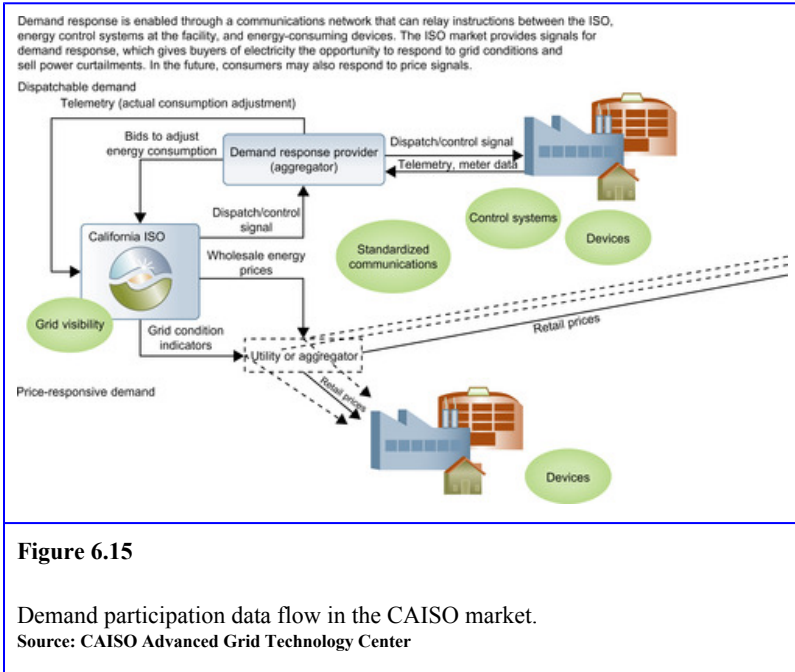 Demand response is enabled through a communications network that can relay instructions between the ISO,
energy control systems at the facility, and energy-consuming devices. The ISO market provides signals for
demand response, which gives buyers of electricity the opportunity to respond to grid conditions and
sell power curtailments. In the future, consumers may also respond to price signals.
Dispatchable demand
Telemetry (actual consumption adjustment)
Bids to adjust
energy consumption
Demand response provider
(aggregator)
Dispatch/control signal
Telemetry, meter data
Dispatch/control
signal
Control systems
Devices
California ISO
Standardized
communications
Wholesale energy
prices
Grid visibility
Grid condition
indicators
Utility or aggregator
Retail prices
Retail prices
Price-responsive demand
Devices
Figure 6.15
Demand participation data flow in the CAISO market.
Source: CAISO Advanced Grid Technology Center